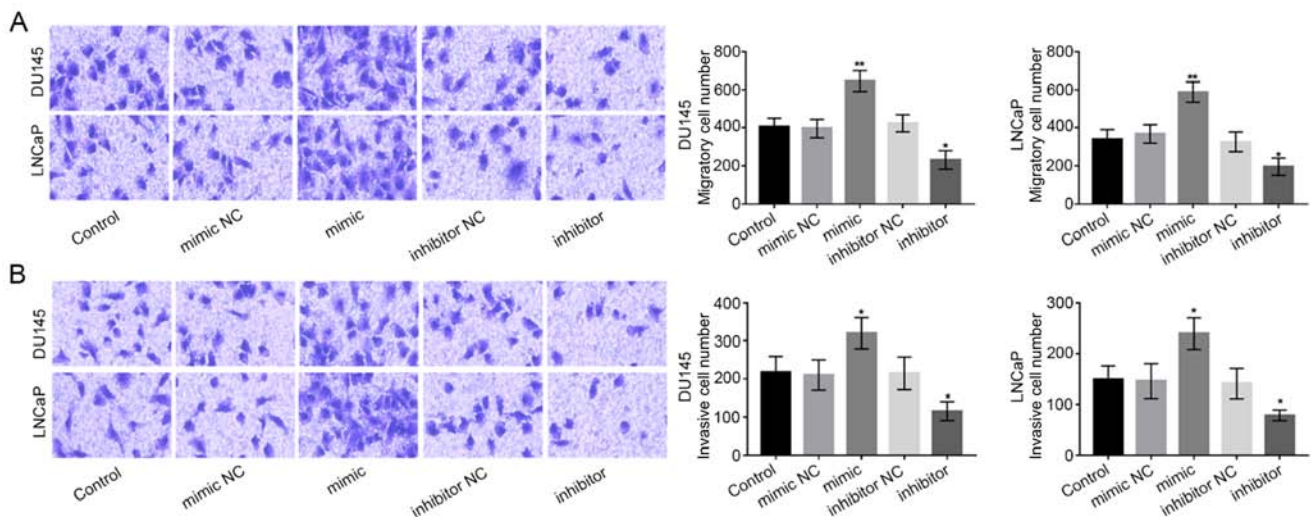 A
DU145
LNCaP
Control
mimic NC
mimic
inhibitor NC
inhibitor
DU145
Migratory cell number
800
600
400
200
0
**
*
Control
mimic NC
mimic
inhibitor NC
inhibitor
LNCaP
Migratory cell number
800
600
400
200
0
**
*
Control
mimic NC
mimic
inhibitor NC
inhibitor
B
DU145
LNCaP
Control
mimic NC
mimic
inhibitor NC
inhibitor
DU145
Invasive cell number
400
300
200
100
0
*
*
Control
mimic NC
mimic
inhibitor NC
inhibitor
LNCaP
Invasive cell number
300
200
150
100
0
*
*
Control
mimic NC
mimic
inhibitor NC
inhibitor